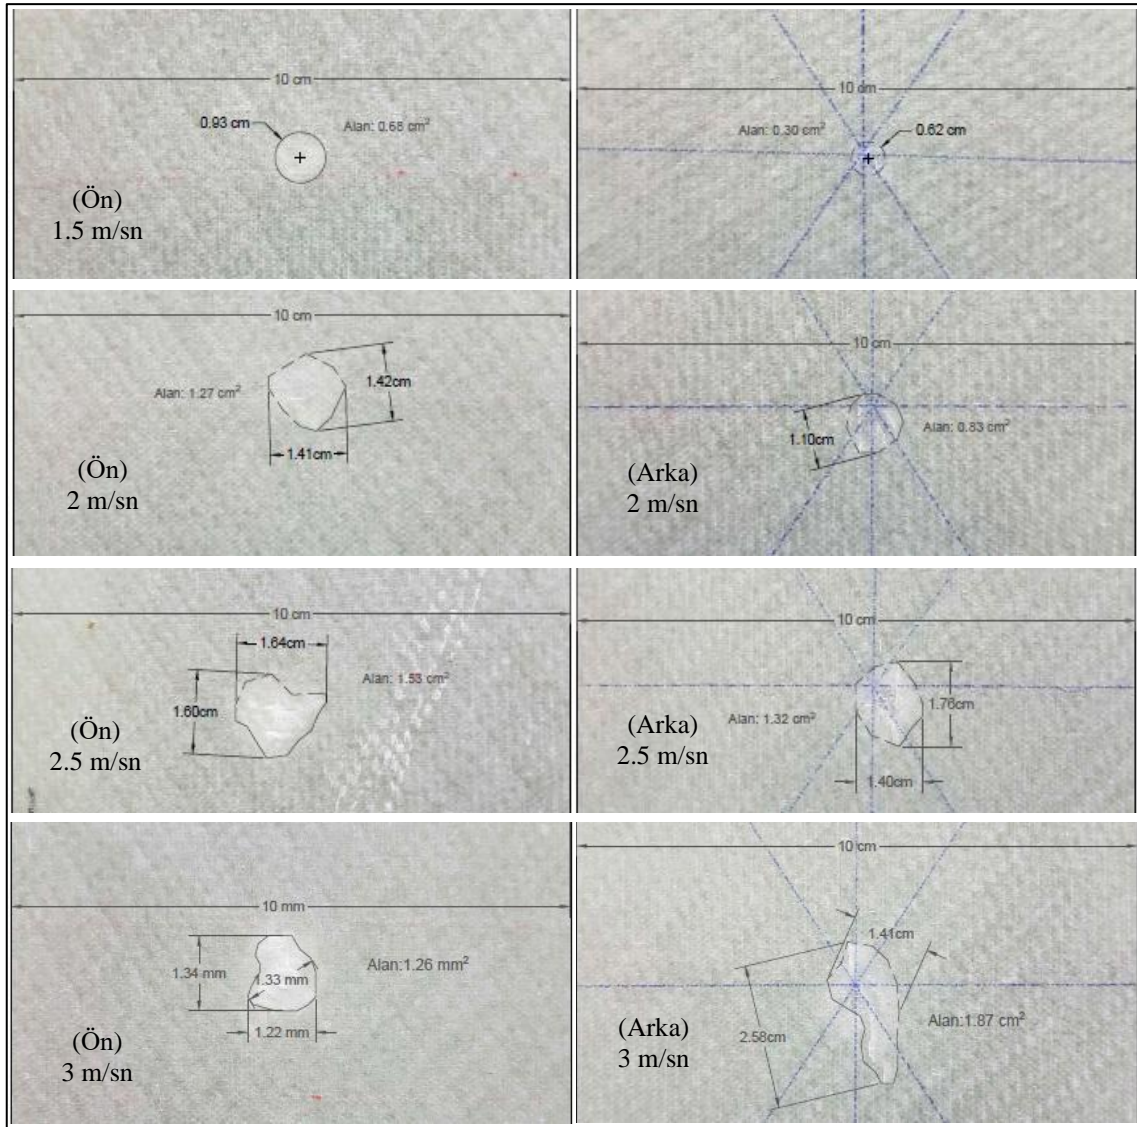 10 cm
0.93 cm
Alan: 0.68 cm²
(Ön)
1.5 m/sn
10 cm
Alan: 0.30 cm²
0.62 cm
10 cm
1.42cm
Alan: 1.27 cm²
1.41cm
(Ön)
2 m/sn
10 cm
1.10cm
Alan: 0.83 cm²
(Arka)
2 m/sn
10 cm
1.64cm
Alan: 1.53 cm²
1.60cm
(Ön)
2.5 m/sn
10 cm
1.76cm
Alan: 1.32 cm²
1.40cm
(Arka)
2.5 m/sn
10 mm
1.34 mm
1.33 mm
Alan:1.26 mm²
1.22 mm
(Ön)
3 m/sn
10 cm
1.41cm
2.58cm
Alan:1.87 cm²
(Arka)
3 m/sn